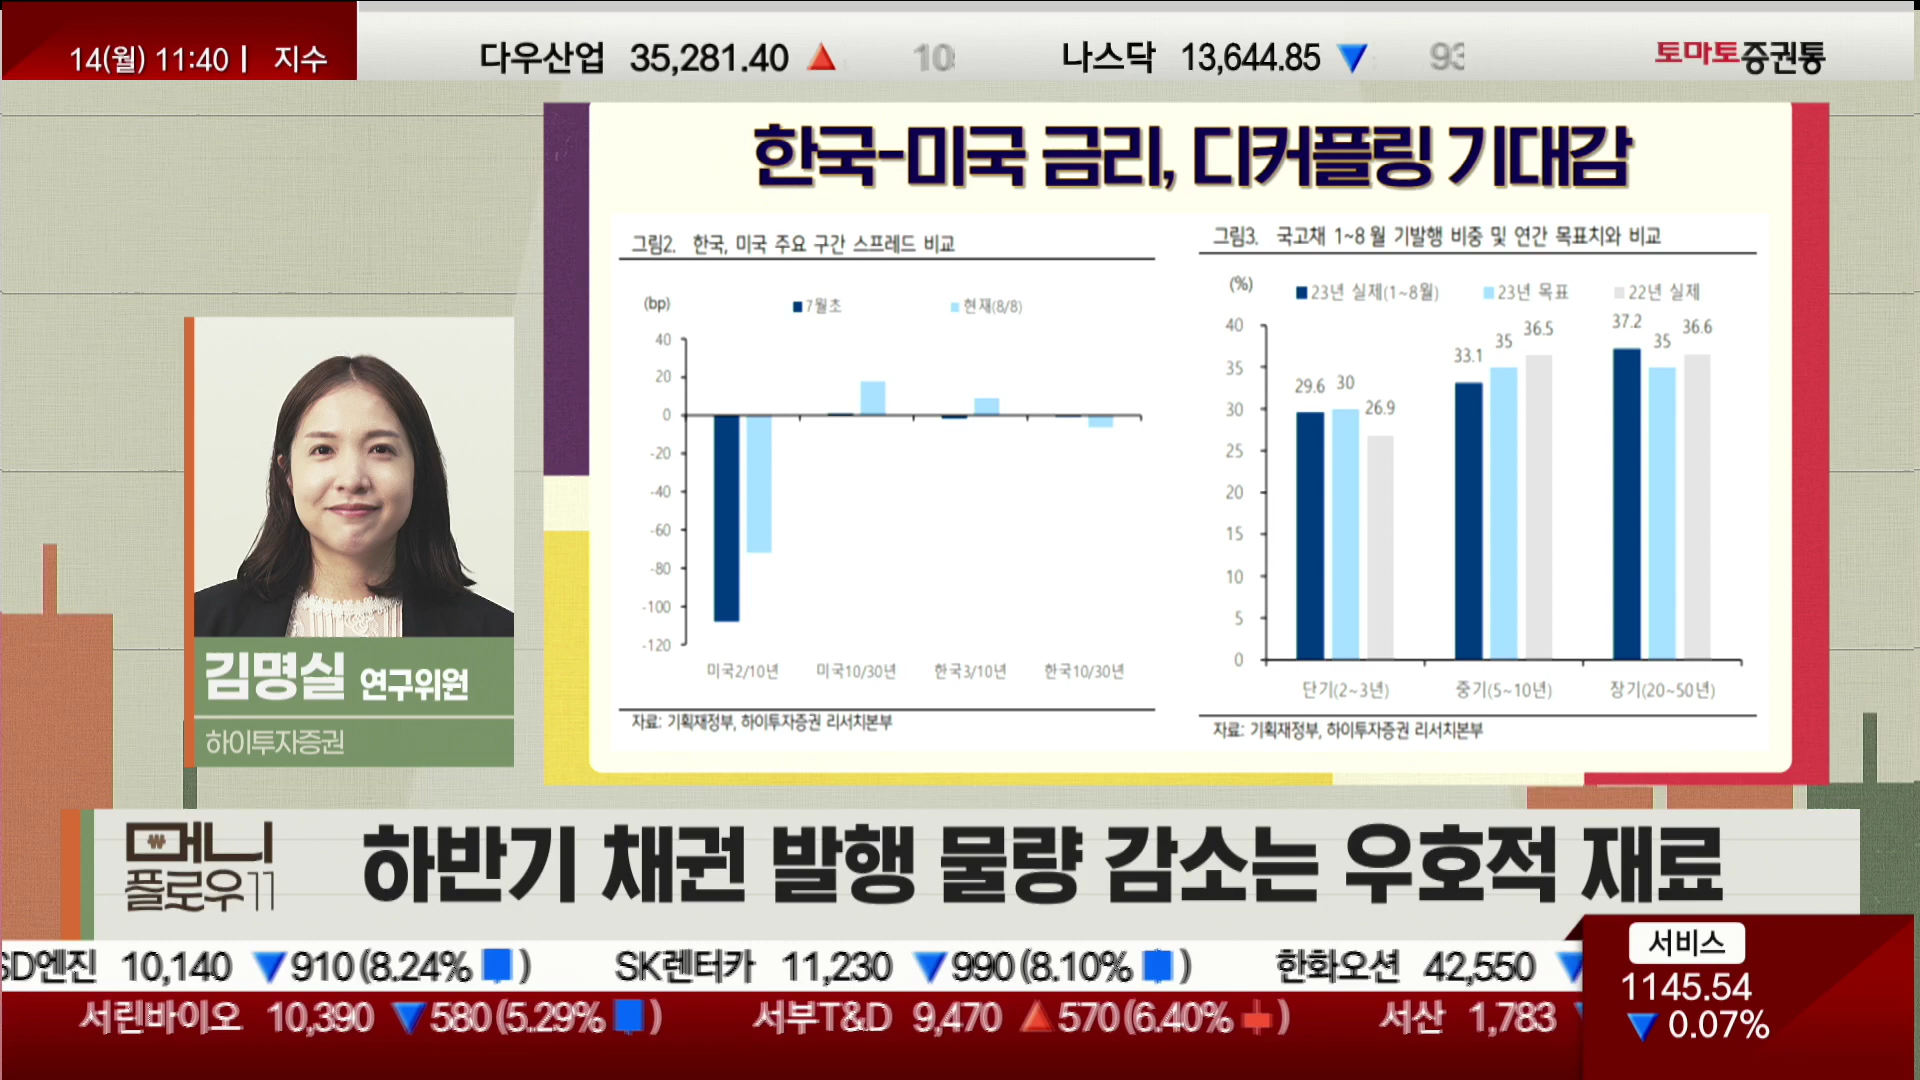 14(월) 11:40 | 지수
다우산업 35,281.40 ▲ 10
나스닥 13,644.85 ▼ 93
토마토증권통
한국-미국 금리, 디커플링 기대감
그림2. 한국, 미국 주요 구간 스프레드 비교
(bp)
■7월초 ■현재(8/8)
40
20
0
-20
-40
-60
-80
-100
-120
미국2/10년 미국10/30년 한국3/10년 한국10/30년
자료: 기획재정부, 하이투자증권 리서치본부
그림3. 국고채 1~8월 기발행 비중 및 연간 목표치와 비교
(%)
■23년 실제(1~8월) ■23년 목표 ■22년 실제
40
35
30
25
20
15
10
5
0
29.6 30 26.9
33.1 35 36.5
37.2 35 36.6
단기(2~3년) 중기(5~10년) 장기(20~50년)
자료: 기획재정부, 하이투자증권 리서치본부
김명실 연구위원
하이투자증권
머니
플로우11
하반기 채권 발행 물량 감소는 우호적 재료
SD엔진 10,140 ▼910(8.24% ■) SK렌터카 11,230 ▼990(8.10% ■) 한화오션 42,550 ▼
서린바이오 10,390 ▼580(5.29% ■) 서부T&D 9,470 ▲570(6.40% ) 서산 1,783
서비스
1145.54
▼ 0.07%